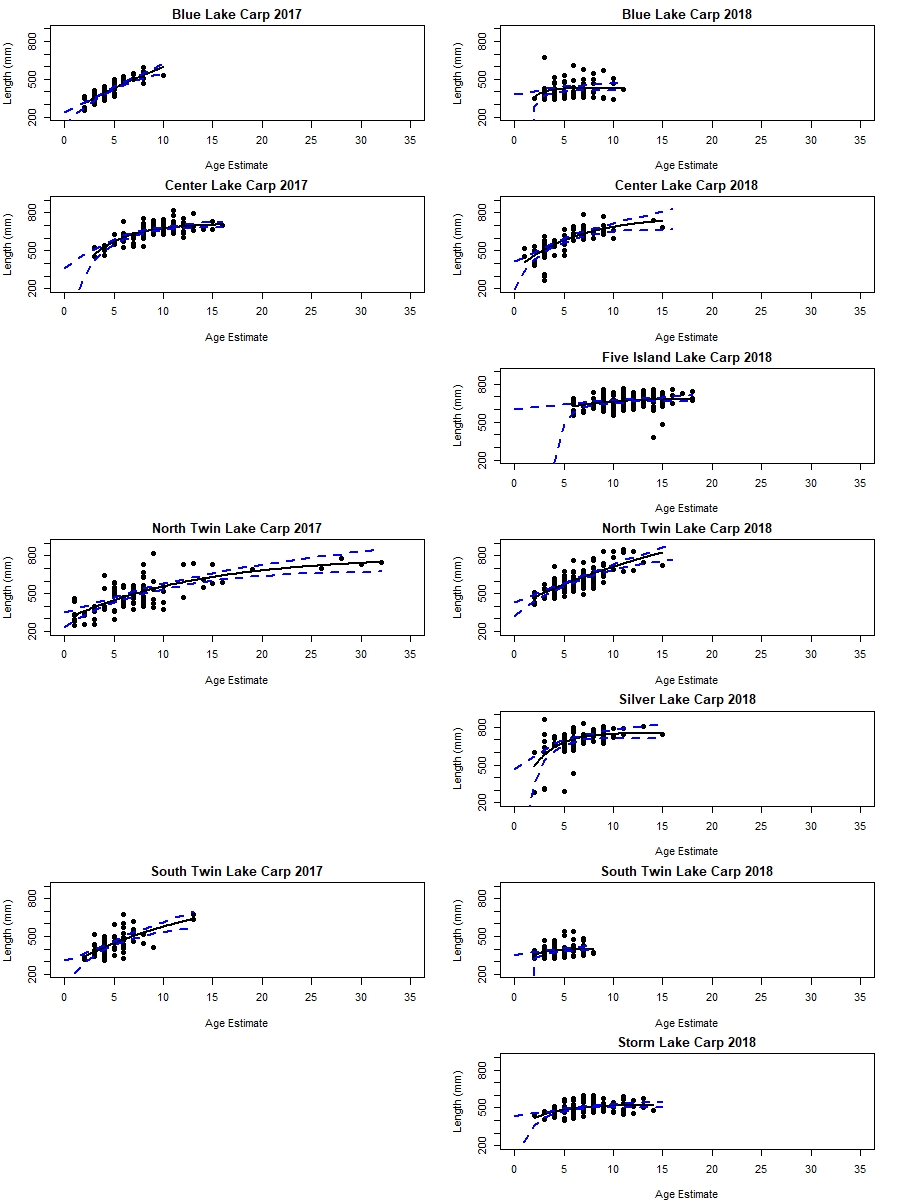 Blue Lake Carp 2017
Length (mm)
200 500 800
0 5 10 15 20 25 30 35
Age Estimate
Blue Lake Carp 2018
Length (mm)
200 500 800
0 5 10 15 20 25 30 35
Age Estimate
Center Lake Carp 2017
Length (mm)
200 500 800
0 5 10 15 20 25 30 35
Age Estimate
Center Lake Carp 2018
Length (mm)
200 500 800
0 5 10 15 20 25 30 35
Age Estimate
Five Island Lake Carp 2018
Length (mm)
200 500 800
0 5 10 15 20 25 30 35
Age Estimate
North Twin Lake Carp 2017
Length (mm)
200 500 800
0 5 10 15 20 25 30 35
Age Estimate
North Twin Lake Carp 2018
Length (mm)
200 500 800
0 5 10 15 20 25 30 35
Age Estimate
Silver Lake Carp 2018
Length (mm)
200 500 800
0 5 10 15 20 25 30 35
Age Estimate
South Twin Lake Carp 2017
Length (mm)
200 500 800
0 5 10 15 20 25 30 35
Age Estimate
South Twin Lake Carp 2018
Length (mm)
200 500 800
0 5 10 15 20 25 30 35
Age Estimate
Storm Lake Carp 2018
Length (mm)
200 500 800
0 5 10 15 20 25 30 35
Age Estimate